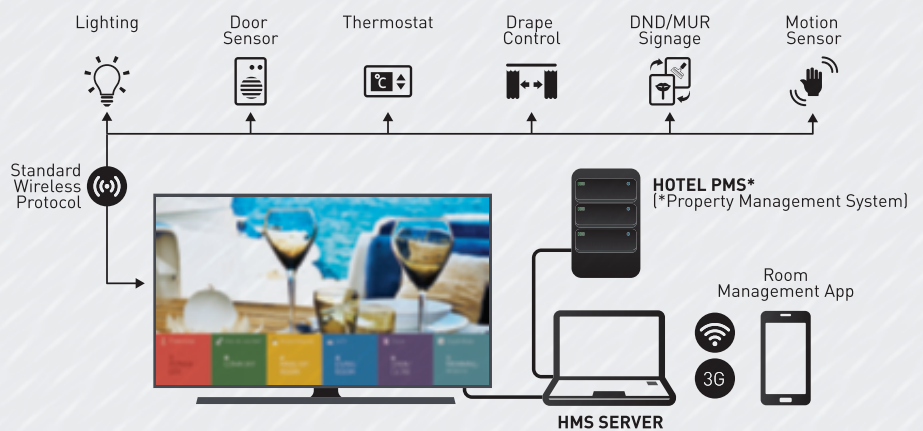 Lighting
Door
Sensor
Thermostat
Drape
Control
DND/MUR
Signage
Motion
Sensor
°C
Standard
Wireless
Protocol
HOTEL PMS*
(*Property Management System)
Room
Management App
3G
HMS SERVER